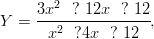 Y = \frac{3x^2 \ ? \ 12x \ ? \ 12}{x^2 \ ?4x \ ? \ 12},